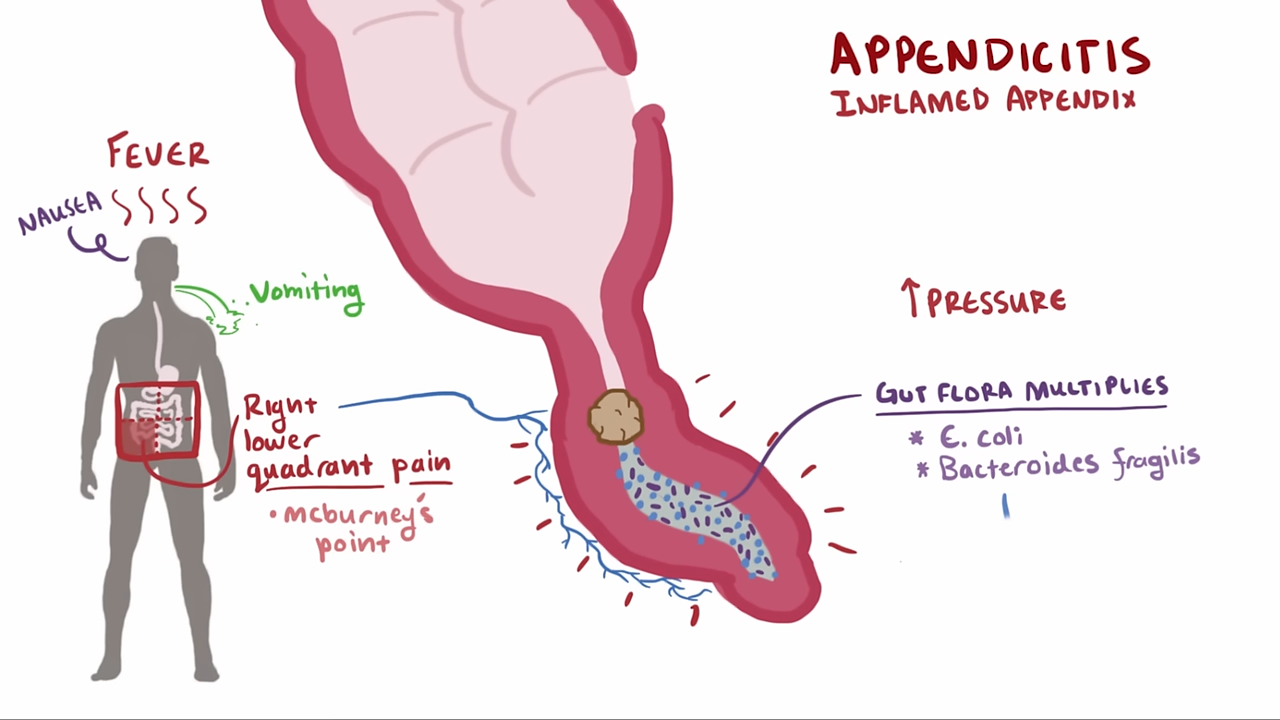 APPENDICITIS
INFLAMED APPENDIX
FEVER
NAUSEA
Vomiting
Right
lower
quadrant pain
• mcburney's
point
↑ PRESSURE
GUT FLORA MULTIPLIES
* E. coli
* Bacteroides fragilis